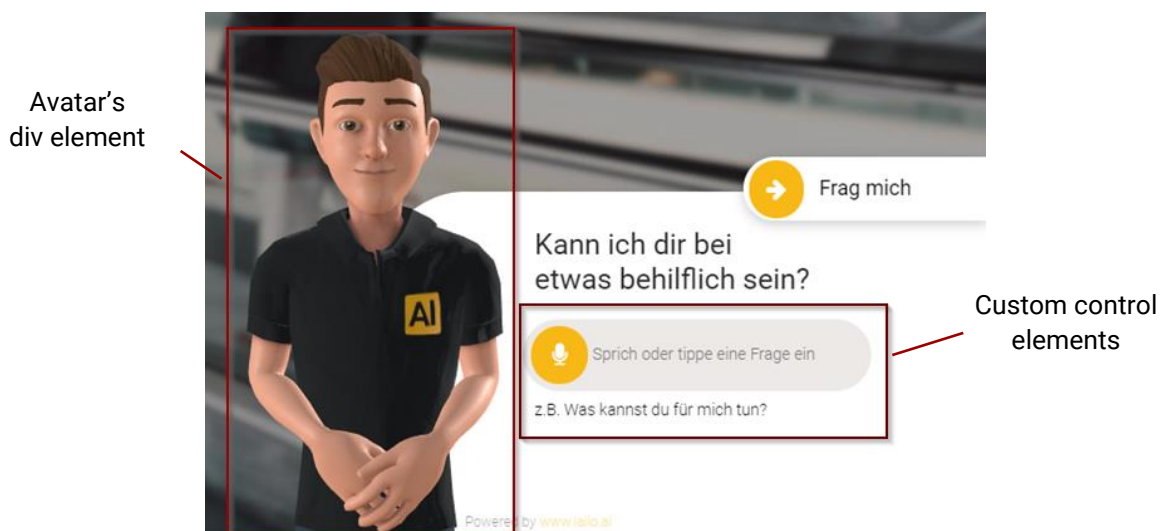 Avatar's
div element
AI
Frag mich
Kann ich dir bei
etwas behilflich sein?
Sprich oder tippe eine Frage ein
z.B. Was kannst du für mich tun?
Custom control
elements
Powered by www.iailo.ai